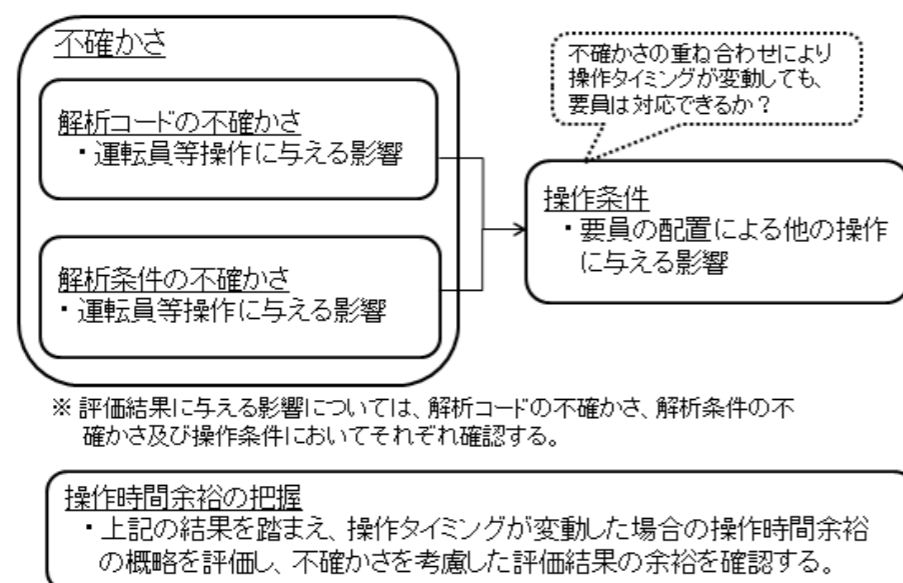 不確かさ
解析コードの不確かさ
・運転員等操作に与える影響
解析条件の不確かさ
・運転員等操作に与える影響
不確かさの重ね合わせにより
操作タイミングが変動しても、
要員は対応できるか？
操作条件
・要員の配置による他の操作
に与える影響
※ 評価結果に与える影響については、解析コードの不確かさ、解析条件の不
確かさ及び操作条件においてそれぞれ確認する。
操作時間余裕の把握
・上記の結果を踏まえ、操作タイミングが変動した場合の操作時間余裕
の概略を評価し、不確かさを考慮した評価結果の余裕を確認する。